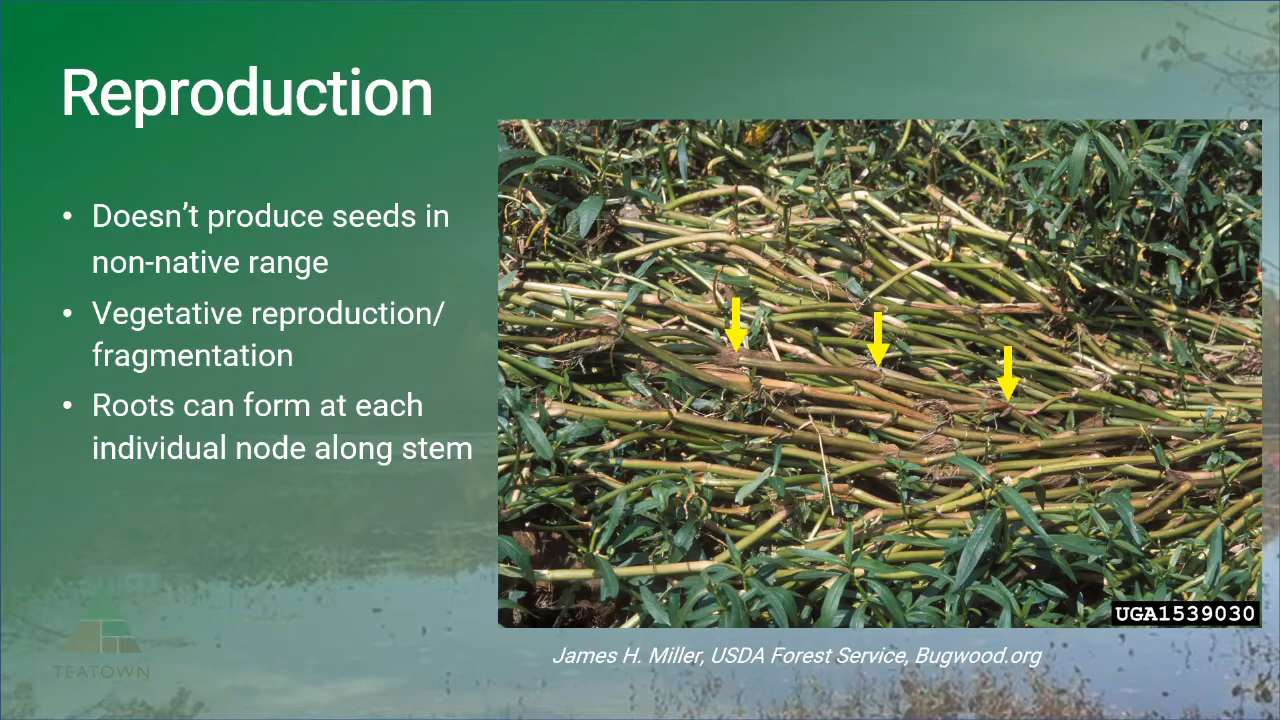 Reproduction
• Doesn’t produce seeds in
non-native range
• Vegetative reproduction/
fragmentation
• Roots can form at each
individual node along stem
UGA1539030
James H. Miller, USDA Forest Service, Bugwood.org
TEATOWN